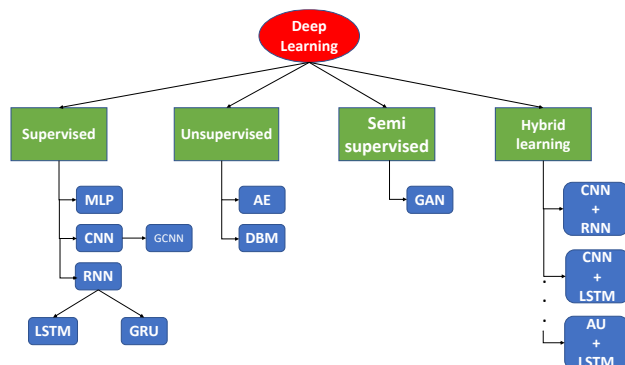 Deep
Learning
Supervised
Unsupervised
Semi
supervised
Hybrid
learning
MLP
CNN
GCNN
RNN
LSTM
GRU
AE
DBM
GAN
CNN
+
RNN
CNN
+
LSTM
AU
+
LSTM